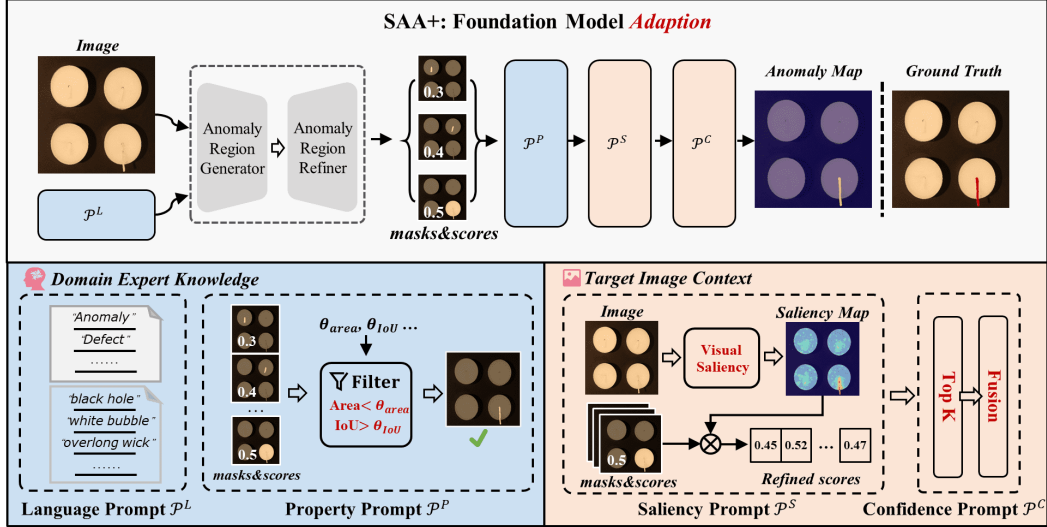 SAA+: Foundation Model Adaption
Image
𝒫^L
Anomaly
Region
Generator
Anomaly
Region
Refiner
0.3
0.4
0.5
masks&scores
𝒫^P
𝒫^S
𝒫^C
Anomaly Map
Ground Truth
Domain Expert Knowledge
"Anomaly"
"Defect"
......
"black hole"
"white bubble"
"overlong wick"
......
Language Prompt 𝒫^L
0.3
0.4
...
0.5
masks&scores
θ_area, θ_IoU ...
Filter
Area< θ_area
IoU> θ_IoU
Property Prompt 𝒫^P
Target Image Context
Image
Visual
Saliency
Saliency Map
0.5
masks&scores
0.45 0.52 ... 0.47
Refined scores
Saliency Prompt 𝒫^S
Top K
Fusion
Confidence Prompt 𝒫^C